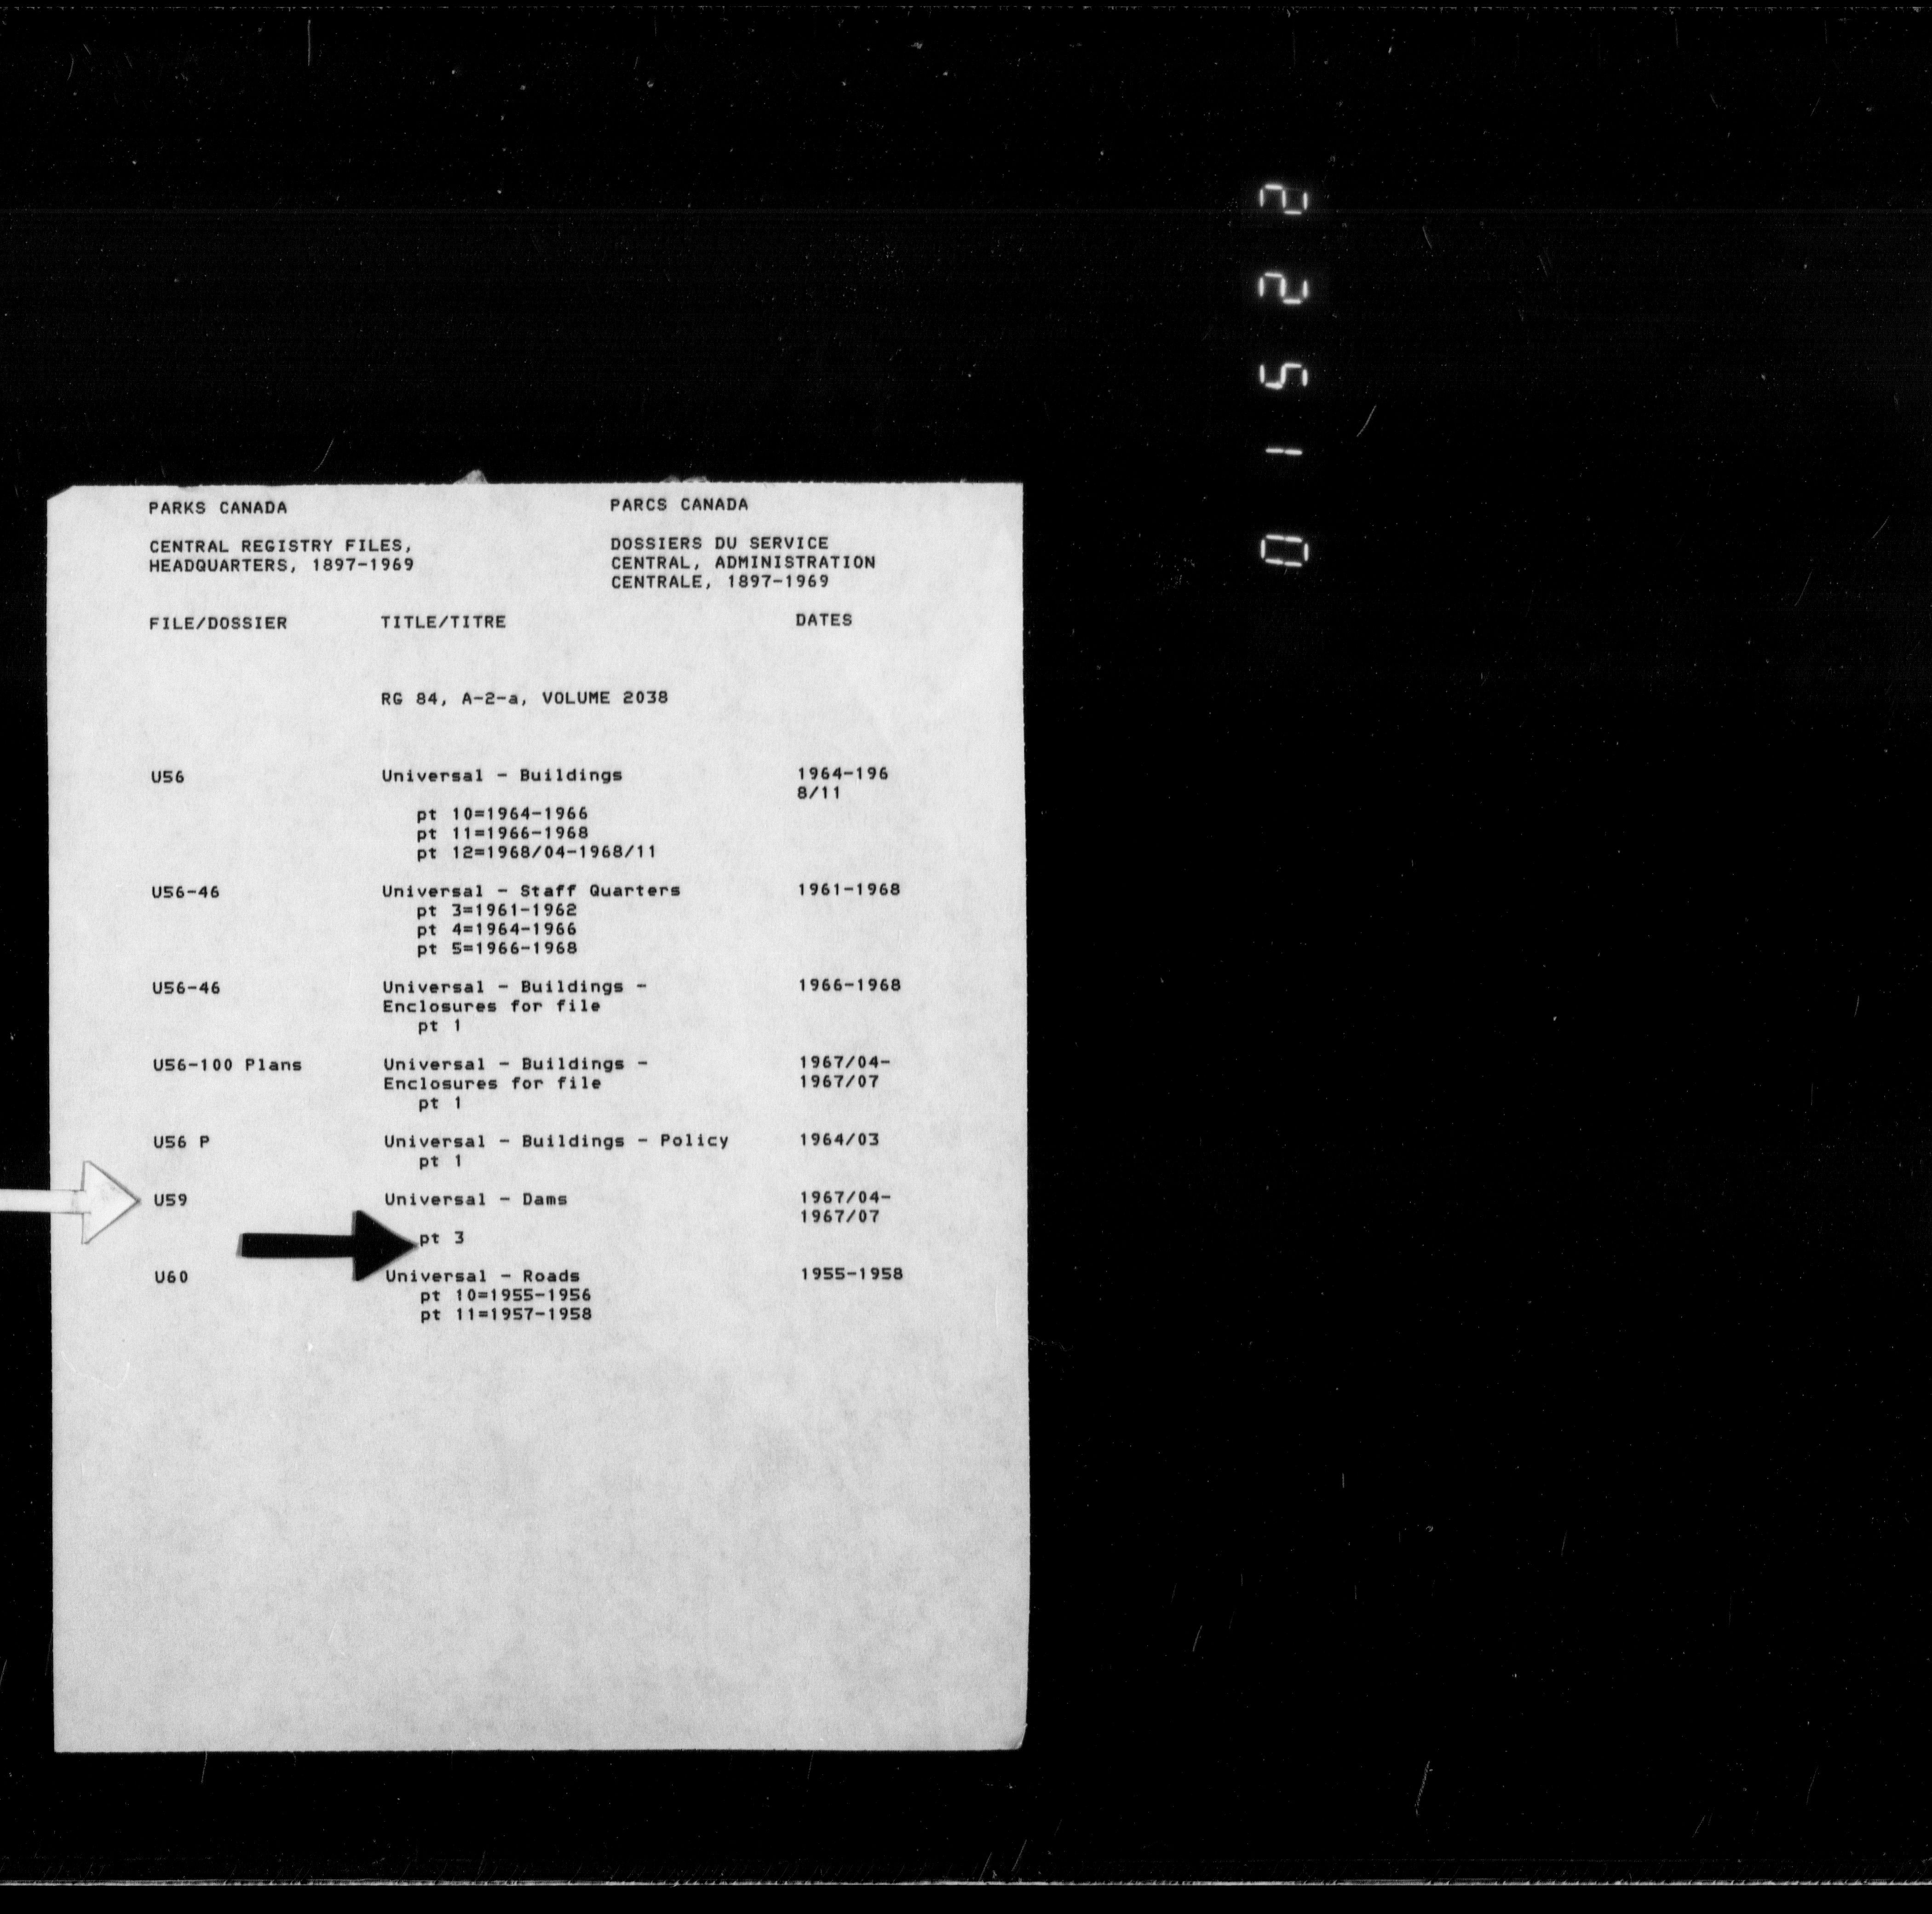 PARKS CANADA
CENTRAL REGISTRY FILES,
HEADQUARTERS, 1897-1969
PARCS CANADA
DOSSIERS DU SERVICE
CENTRAL, ADMINISTRATION
CENTRALE, 1897-1969
FILE/DOSSIER TITLE/TITRE DATES
RG 84, A-2-a, VOLUME 2038
U56 Universal - Buildings 1964-196
8/11
pt 10=1964-1966
pt 11=1966-1968
pt 12=1968/04-1968/11
U56-46 Universal - Staff Quarters 1961-1968
pt 3=1961-1962
pt 4=1964-1966
pt 5=1966-1968
U56-46 Universal - Buildings - 1966-1968
Enclosures for file
pt 1
U56-100 Plans Universal - Buildings - 1967/04-
Enclosures for file 1967/07
pt 1
U56 P Universal - Buildings - Policy 1964/03
pt 1
U59 Universal - Dams 1967/04-
1967/07
pt 3
U60 Universal - Roads 1955-1958
pt 10=1955-1956
pt 11=1957-1958
01522